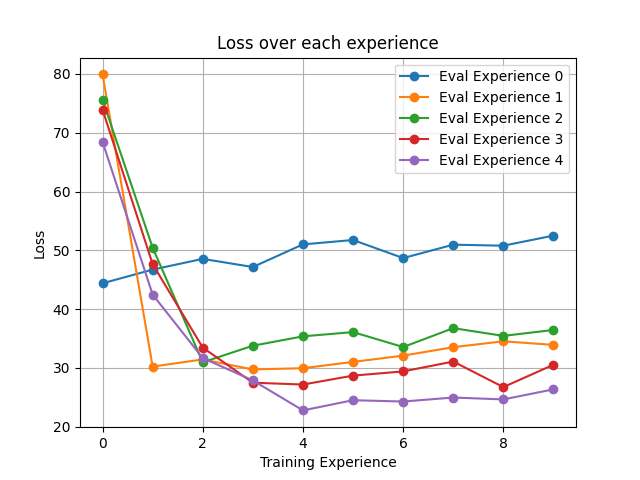 Loss over each experience
Eval Experience 0
Eval Experience 1
Eval Experience 2
Eval Experience 3
Eval Experience 4
80
70
60
50
40
30
20
Loss
0 2 4 6 8
Training Experience